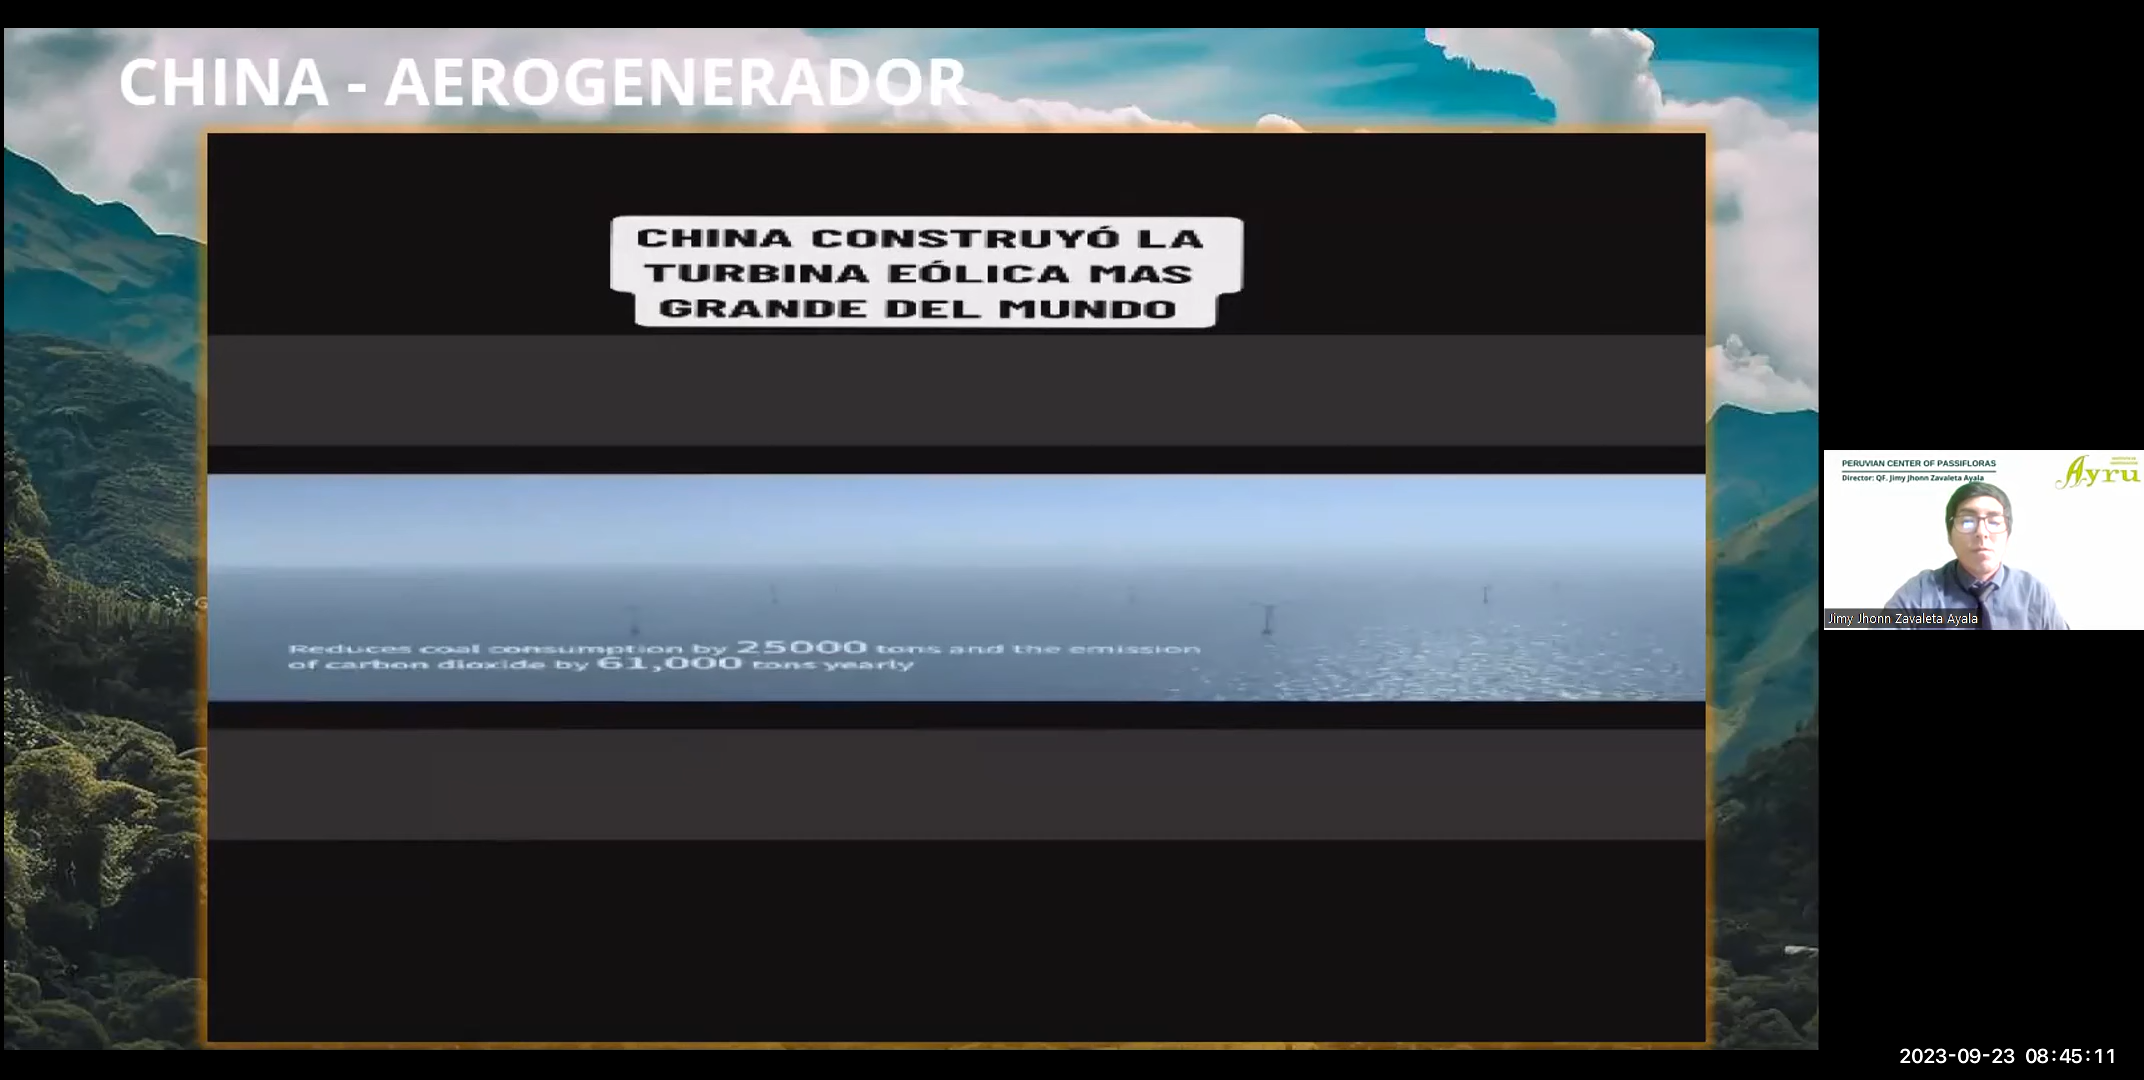 CHINA - AEROGENERADOR
CHINA CONSTRUYÓ LA
TURBINA EÓLICA MAS
GRANDE DEL MUNDO
Reduces coal consumption by 25000 tons and the emission
of carbon dioxide by 61,000 tons yearly
PERUVIAN CENTER OF PASSIFLORAS
Director: QF. Jimy Jhonn Zavaleta Ayala
Ayru
Jimy Jhonn Zavaleta Ayala
2023-09-23 08:45:11